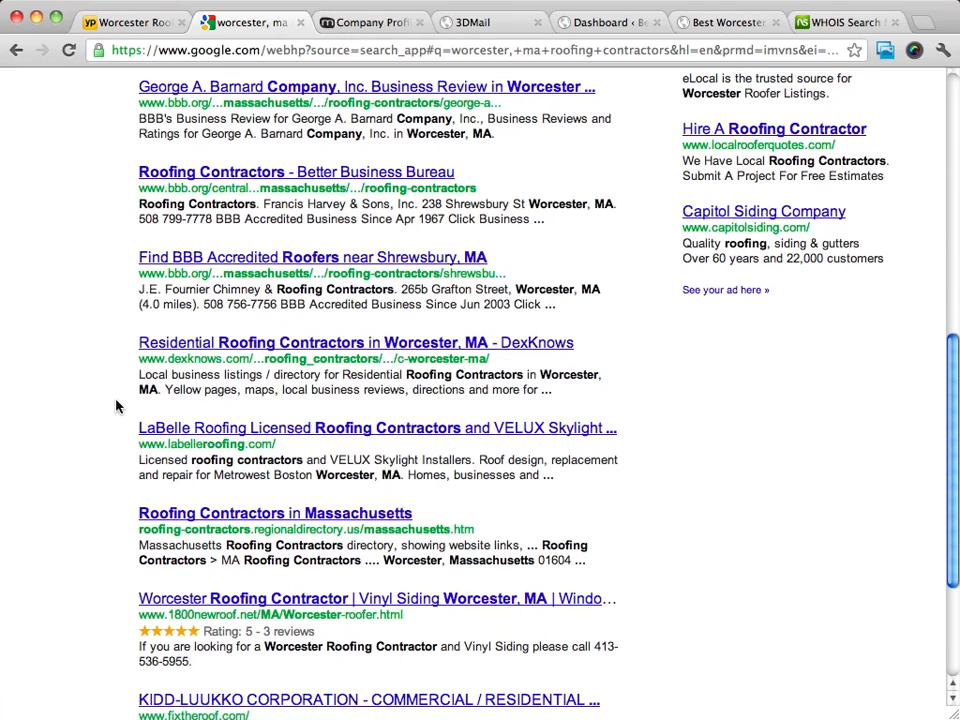 Worcester Roo
worcester, ma
Company Profi
3DMail
Dashboard ‹ Be
Best Worcester
WHOIS Search
https://www.google.com/webhp?source=search_app#q=worcester,+ma+roofing+contractors&hl=en&prmd=imvns&ei=...
George A. Barnard Company, Inc. Business Review in Worcester ...
www.bbb.org/...massachusetts/.../roofing-contractors/george-a...
BBB's Business Review for George A. Barnard Company, Inc., Business Reviews and
Ratings for George A. Barnard Company, Inc. in Worcester, MA.
Roofing Contractors - Better Business Bureau
www.bbb.org/central...massachusetts/.../roofing-contractors
Roofing Contractors. Francis Harvey & Sons, Inc. 238 Shrewsbury St Worcester, MA.
508 799-7778 BBB Accredited Business Since Apr 1967 Click Business ...
Find BBB Accredited Roofers near Shrewsbury, MA
www.bbb.org/...massachusetts/.../roofing-contractors/shrewsbu...
J.E. Fournier Chimney & Roofing Contractors. 265b Grafton Street, Worcester, MA
(4.0 miles). 508 756-7756 BBB Accredited Business Since Jun 2003 Click ...
Residential Roofing Contractors in Worcester, MA - DexKnows
www.dexknows.com/...roofing_contractors/.../c-worcester-ma/
Local business listings / directory for Residential Roofing Contractors in Worcester,
MA. Yellow pages, maps, local business reviews, directions and more for ...
LaBelle Roofing Licensed Roofing Contractors and VELUX Skylight ...
www.labelleroofing.com/
Licensed roofing contractors and VELUX Skylight Installers. Roof design, replacement
and repair for Metrowest Boston Worcester, MA. Homes, businesses and ...
Roofing Contractors in Massachusetts
roofing-contractors.regionaldirectory.us/massachusetts.htm
Massachusetts Roofing Contractors directory, showing website links, ... Roofing
Contractors > MA Roofing Contractors .... Worcester, Massachusetts 01604 ...
Worcester Roofing Contractor | Vinyl Siding Worcester, MA | Windo...
www.1800newroof.net/MA/Worcester-roofer.html
Rating: 5 - 3 reviews
If you are looking for a Worcester Roofing Contractor and Vinyl Siding please call 413-
536-5955.
KIDD-LUUKKO CORPORATION - COMMERCIAL / RESIDENTIAL ...
www.fixtheroof.com/
eLocal is the trusted source for
Worcester Roofer Listings.
Hire A Roofing Contractor
www.localrooferquotes.com/
We Have Local Roofing Contractors.
Submit A Project For Free Estimates
Capitol Siding Company
www.capitolsiding.com/
Quality roofing, siding & gutters
Over 60 years and 22,000 customers
See your ad here »